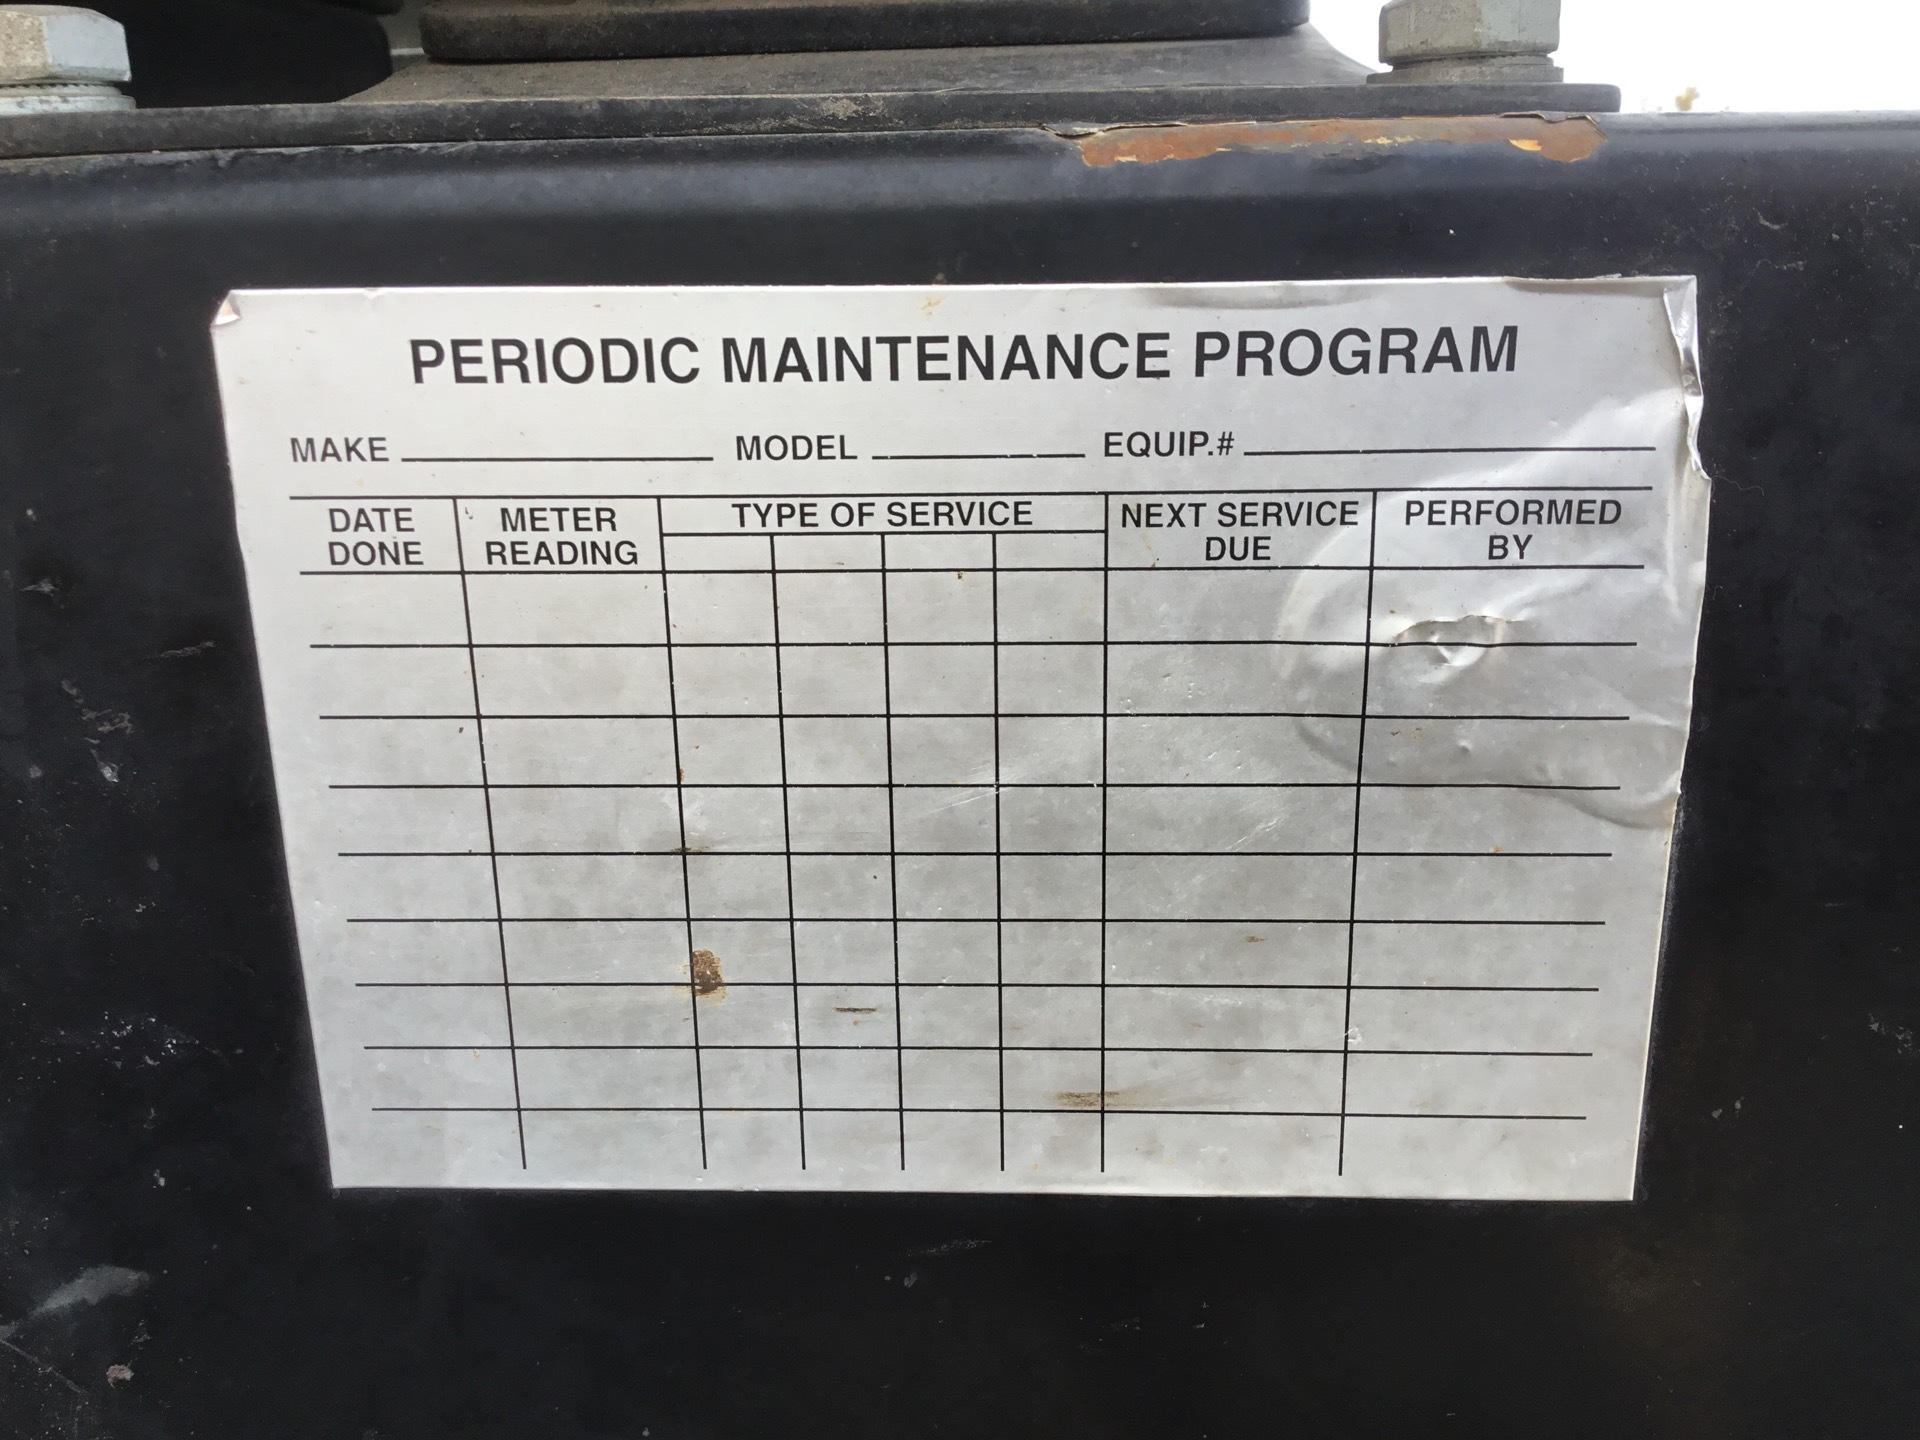 PERIODIC MAINTENANCE PROGRAM
MAKE MODEL EQUIP.#
DATE DONE
METER READING
TYPE OF SERVICE
NEXT SERVICE DUE
PERFORMED BY